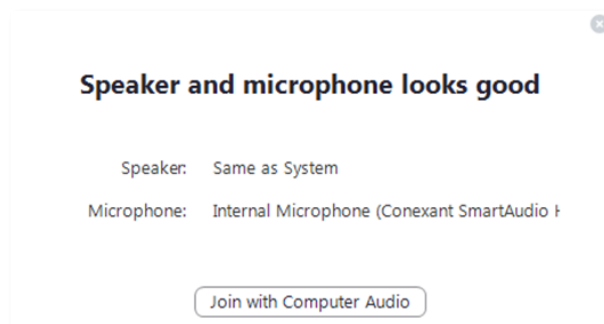 Speaker and microphone looks good
Speaker: Same as System
Microphone: Internal Microphone (Conexant SmartAudio
Join with Computer Audio